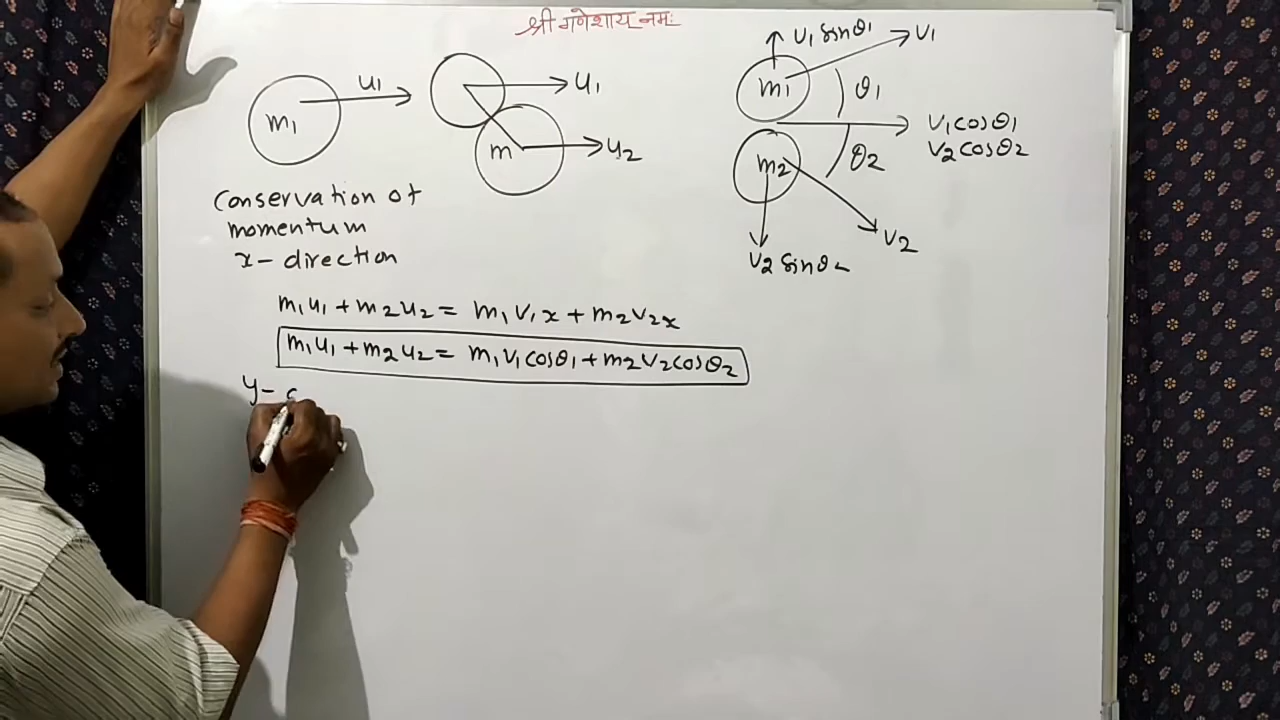 श्री गणेशाय नमः
m₁
u₁
u₁
m
u₂
v₁ sinθ₁
v₁
m₁
θ₁
v₁cosθ₁
v₂cosθ₂
m₂
θ₂
v₂
v₂ sinθ₂
conservation of
momentum
x - direction
m₁u₁ + m₂u₂ = m₁v₁x + m₂v₂x
m₁u₁ + m₂u₂ = m₁v₁cosθ₁ + m₂v₂cosθ₂
y -